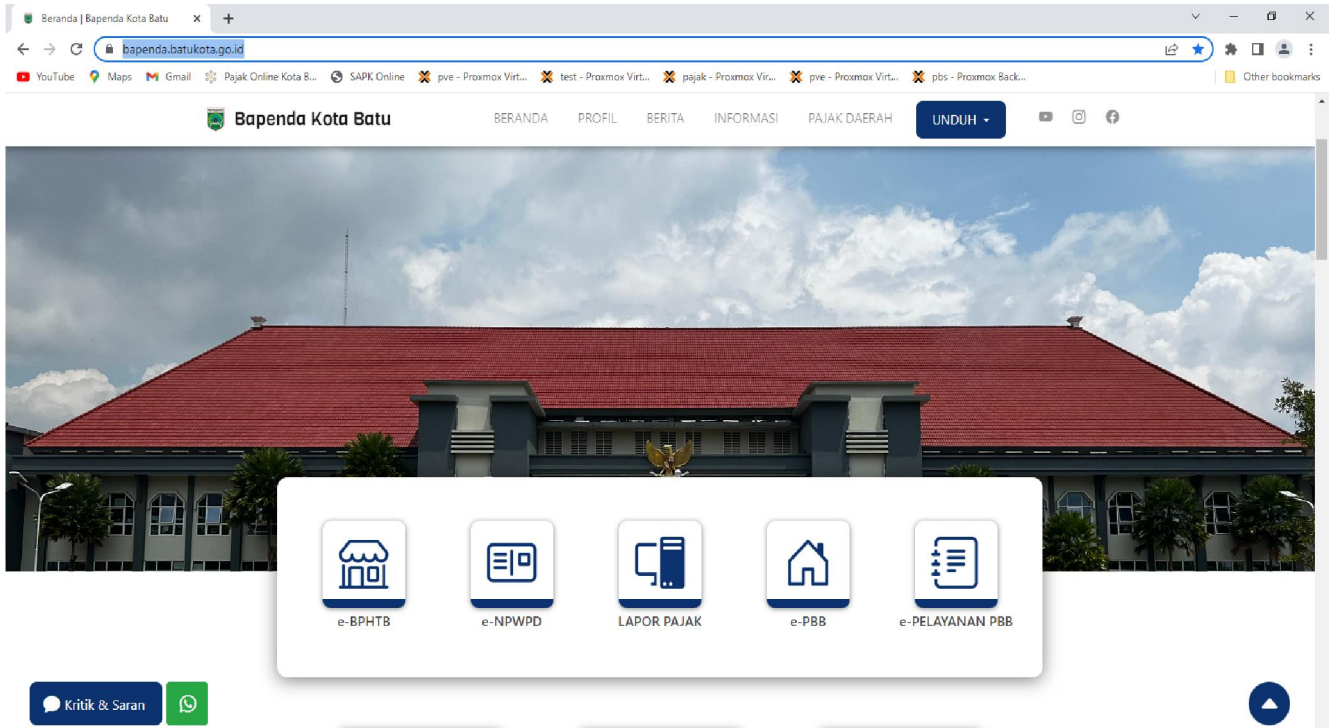 Beranda | Bapenda Kota Batu
bapenda.batukota.go.id
YouTube Maps Gmail Pajak Online Kota B... SAPK Online pve - Proxmox Virt... test - Proxmox Virt... pajak - Proxmox Vir... pve - Proxmox Virt... pbs - Proxmox Back... Other bookmarks
Bapenda Kota Batu BERANDA PROFIL BERITA INFORMASI PAJAK DAERAH UNDUH
e-BPHTB e-NPWPD LAPOR PAJAK e-PBB e-PELAYANAN PBB
Kritik & Saran